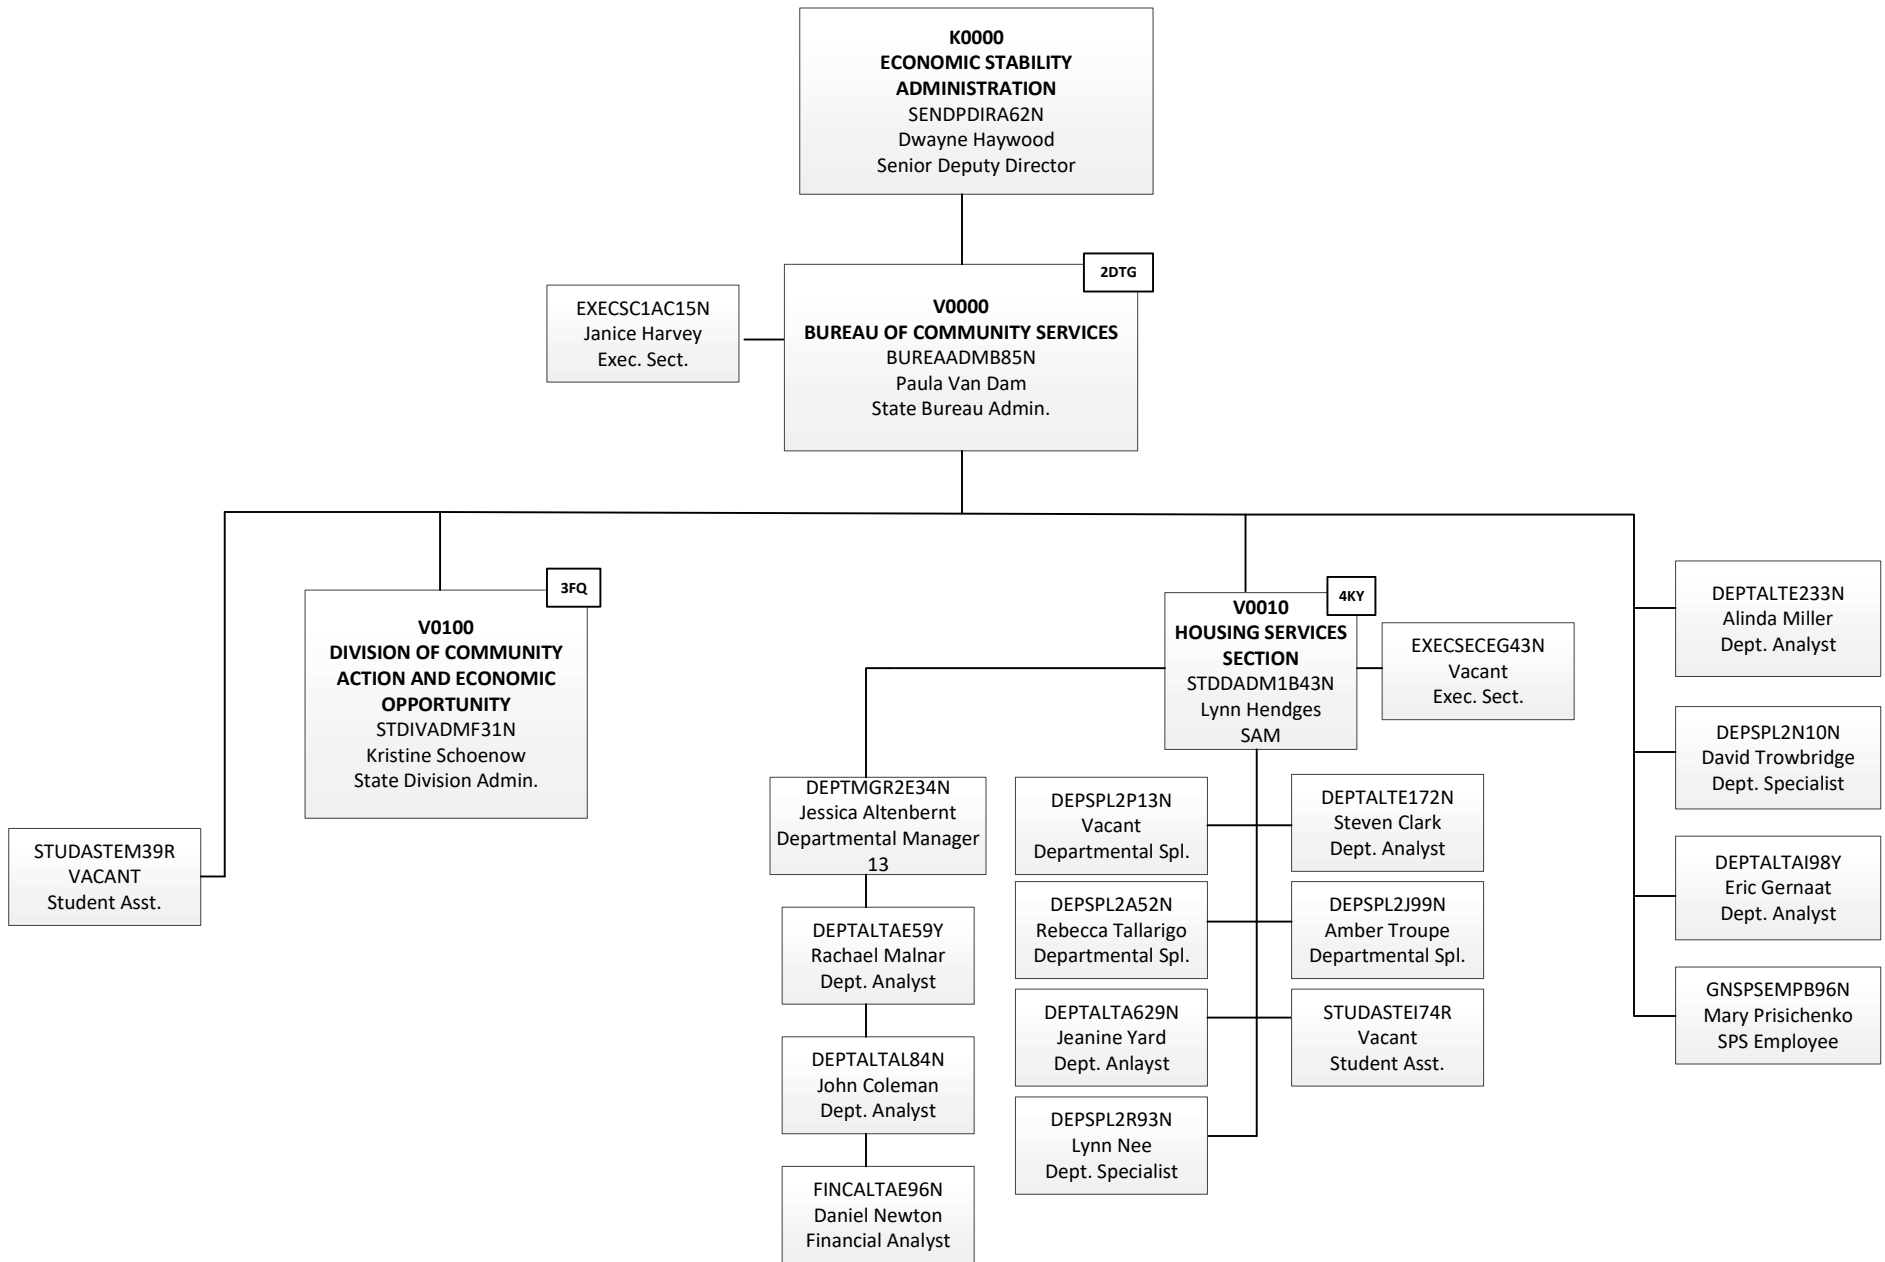 K0000
ECONOMIC STABILITY
ADMINISTRATION
SENDPDIRA62N
Dwayne Haywood
Senior Deputy Director
2DTG
V0000
BUREAU OF COMMUNITY SERVICES
BUREAADMB85N
Paula Van Dam
State Bureau Admin.
EXECSC1AC15N
Janice Harvey
Exec. Sect.
STUDASTEM39R
VACANT
Student Asst.
3FQ
V0100
DIVISION OF COMMUNITY
ACTION AND ECONOMIC
OPPORTUNITY
STDIVADMF31N
Kristine Schoenow
State Division Admin.
4KY
V0010
HOUSING SERVICES
SECTION
STDDADM1B43N
Lynn Hendges
SAM
EXECSECEG43N
Vacant
Exec. Sect.
DEPTMGR2E34N
Jessica Altenbernt
Departmental Manager
13
DEPTALTAE59Y
Rachael Malnar
Dept. Analyst
DEPTALTAL84N
John Coleman
Dept. Analyst
FINCALTAE96N
Daniel Newton
Financial Analyst
DEPSPL2P13N
Vacant
Departmental Spl.
DEPTALTE172N
Steven Clark
Dept. Analyst
DEPSPL2A52N
Rebecca Tallarigo
Departmental Spl.
DEPSPL2J99N
Amber Troupe
Departmental Spl.
DEPTALTA629N
Jeanine Yard
Dept. Anlayst
STUDASTEI74R
Vacant
Student Asst.
DEPSPL2R93N
Lynn Nee
Dept. Specialist
DEPTALTE233N
Alinda Miller
Dept. Analyst
DEPSPL2N10N
David Trowbridge
Dept. Specialist
DEPTALTAI98Y
Eric Gernaat
Dept. Analyst
GNSPSEMPB96N
Mary Prisichenko
SPS Employee